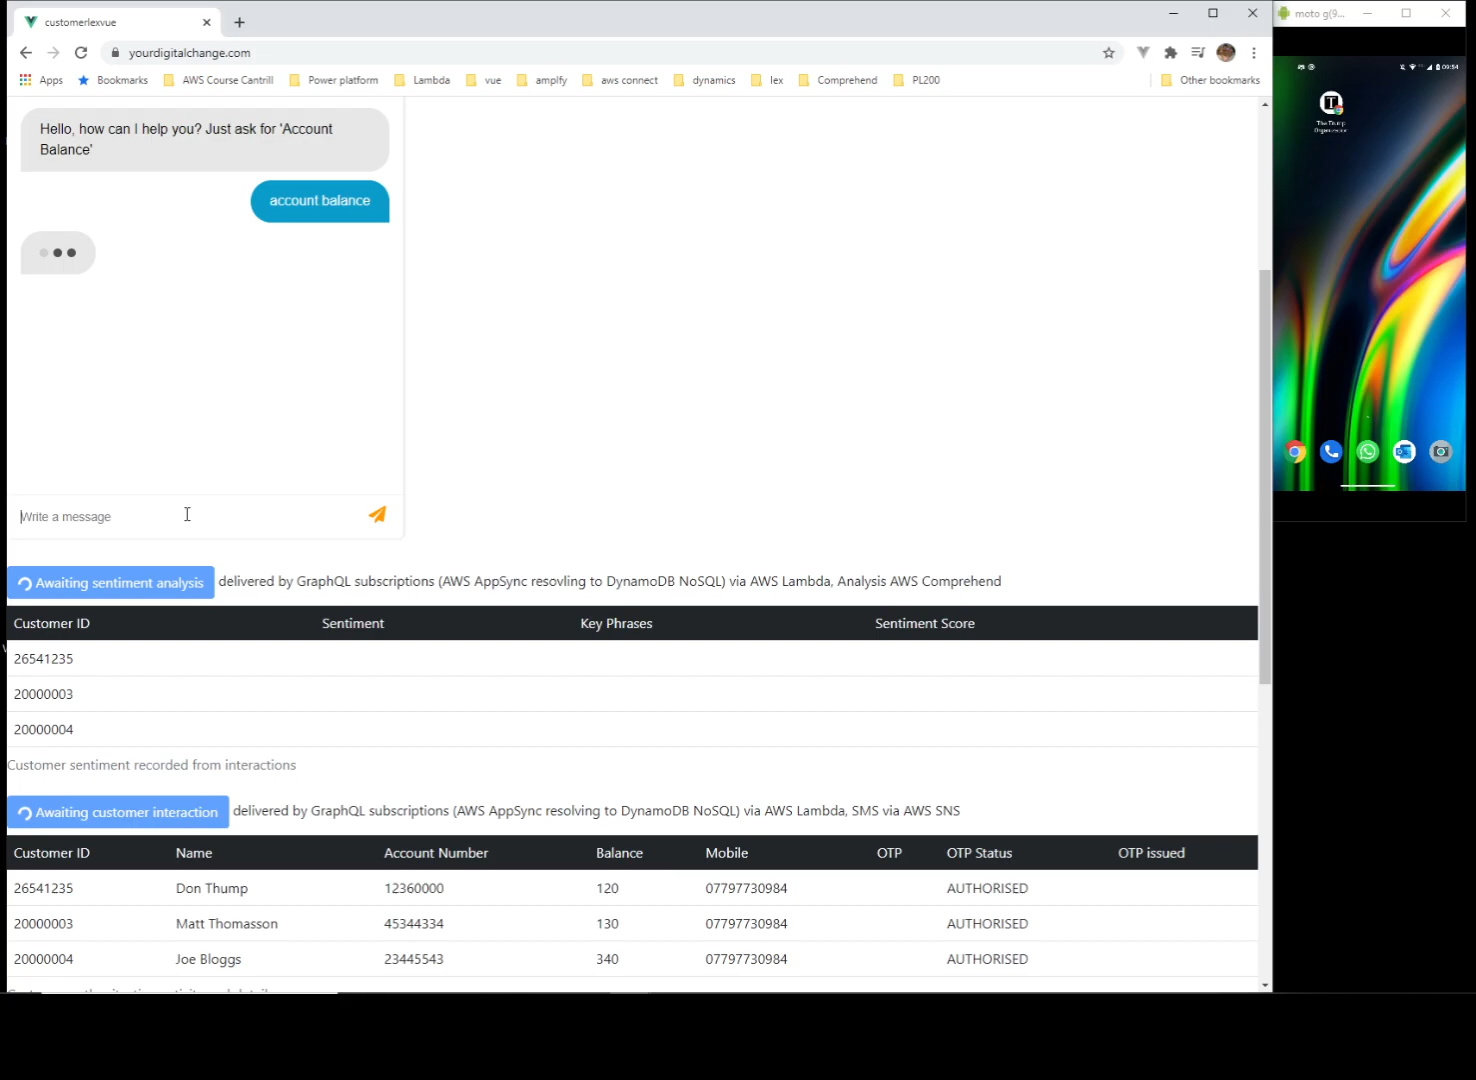 customerlexvue
moto g(9...
yourdigitalchange.com
Apps Bookmarks AWS Course Cantrill Power platform Lambda vue amplfy aws connect dynamics lex Comprehend PL200 Other bookmarks
09:54
The Trump
Organization
Hello, how can I help you? Just ask for 'Account
Balance'
account balance
Write a message
Awaiting sentiment analysis delivered by GraphQL subscriptions (AWS AppSync resovling to DynamoDB NoSQL) via AWS Lambda, Analysis AWS Comprehend
Customer ID Sentiment Key Phrases Sentiment Score
26541235
20000003
20000004
Customer sentiment recorded from interactions
Awaiting customer interaction delivered by GraphQL subscriptions (AWS AppSync resolving to DynamoDB NoSQL) via AWS Lambda, SMS via AWS SNS
Customer ID Name Account Number Balance Mobile OTP OTP Status OTP issued
26541235 Don Thump 12360000 120 07797730984 AUTHORISED
20000003 Matt Thomasson 45344334 130 07797730984 AUTHORISED
20000004 Joe Bloggs 23445543 340 07797730984 AUTHORISED